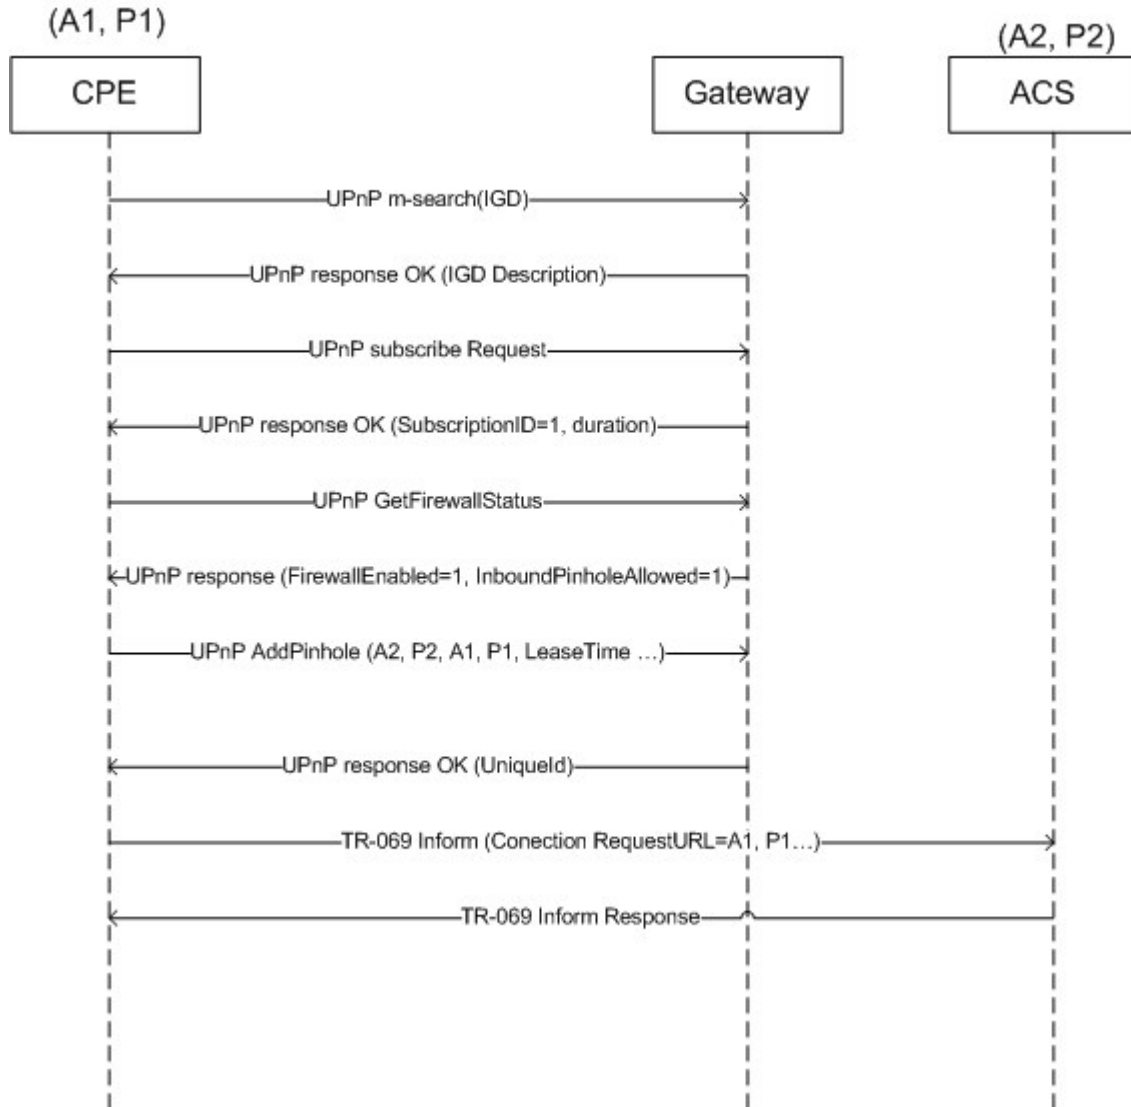 (A1, P1)
(A2, P2)
CPE
Gateway
ACS
UPnP m-search(IGD)
UPnP response OK (IGD Description)
UPnP subscribe Request
UPnP response OK (SubscriptionID=1, duration)
UPnP GetFirewallStatus
UPnP response (FirewallEnabled=1, InboundPinholeAllowed=1)
UPnP AddPinhole (A2, P2, A1, P1, LeaseTime ...)
UPnP response OK (UniqueId)
TR-069 Inform (Conection RequestURL=A1, P1...)
TR-069 Inform Response